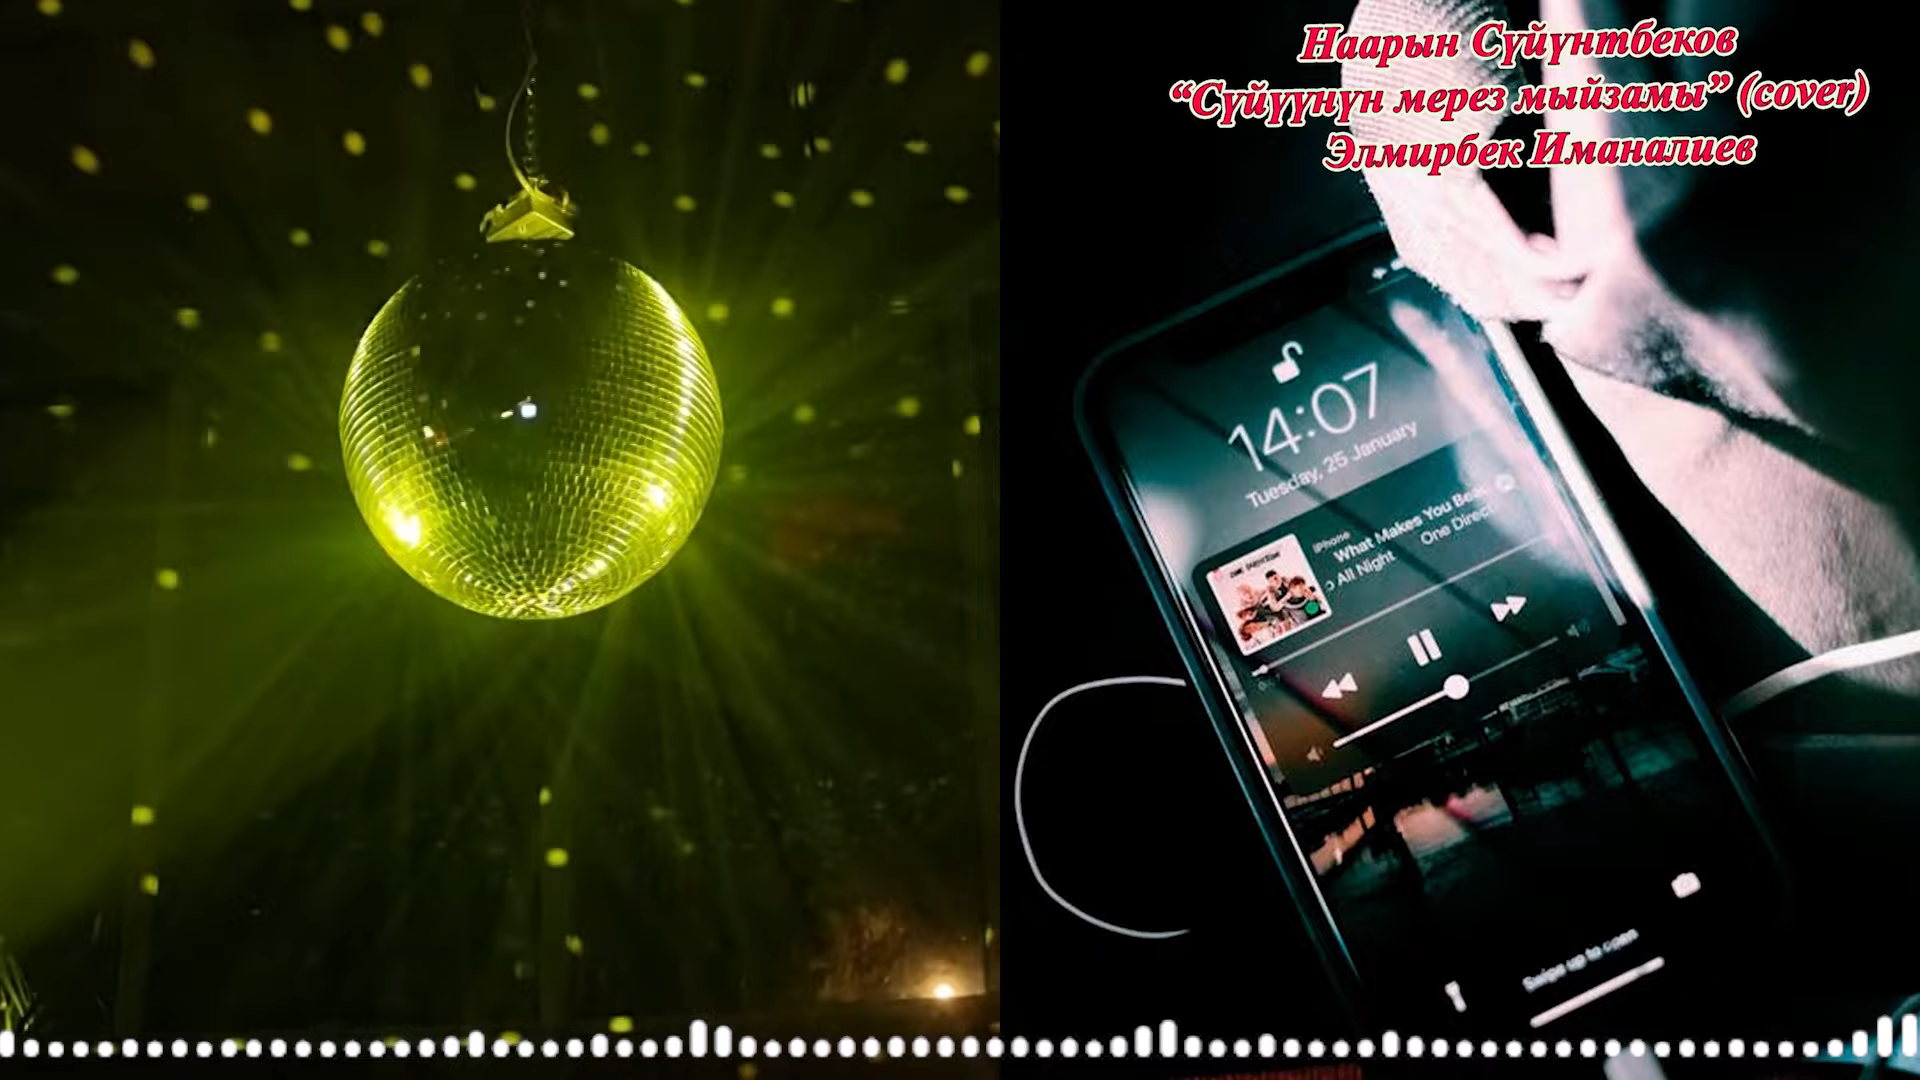 Наарын Сүйүнтбеков
“Сүйүүнүн мерез мыйзамы” (cover)
Элмирбек Иманалиев
14:07
Tuesday, 25 January
iPhone
What Makes You Beau
One Direct
All Night
Swipe up to open